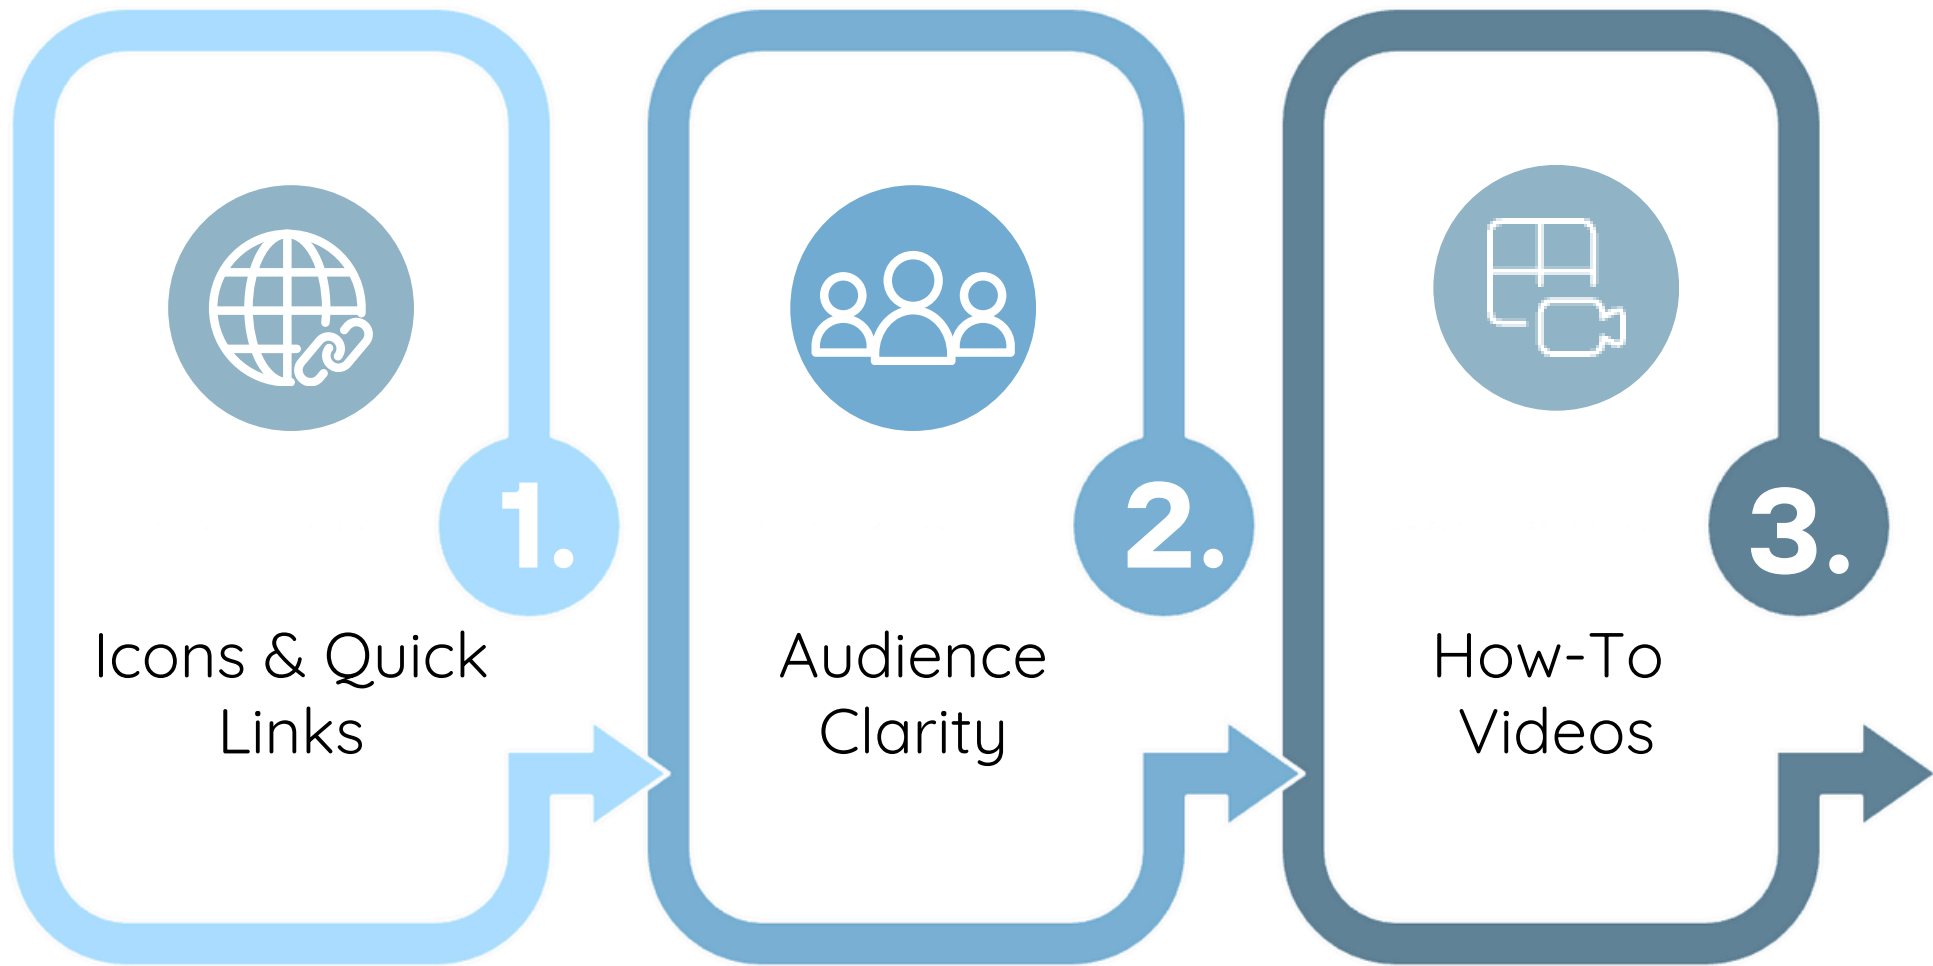 1.
Icons & Quick
Links
2.
Audience
Clarity
3.
How-To
Videos